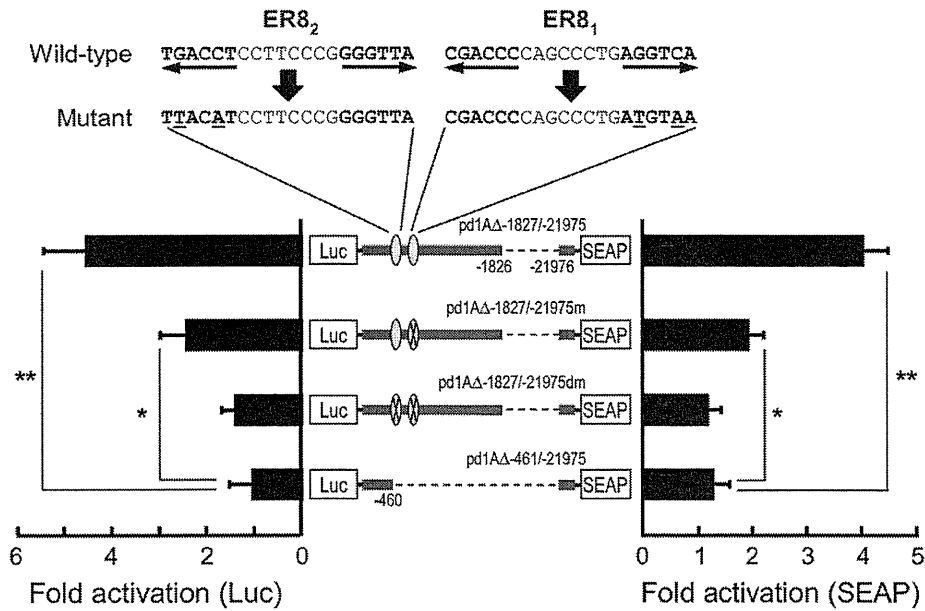 ER8₂ ER8₁
Wild-type TGACCTCCTTCCCGGGGTTA CGACCCCAGCCCTGAGGTCA
Mutant TTACATCCTTCCCGGGGTTA CGACCCCAGCCCTGATGTAA
pd1AΔ-1827/-21975
Luc SEAP
-1826 -21976
pd1AΔ-1827/-21975m
Luc SEAP
** **
pd1AΔ-1827/-21975dm
* Luc SEAP *
pd1AΔ-461/-21975
Luc SEAP
-460
6 4 2 0 0 1 2 3 4 5
Fold activation (Luc) Fold activation (SEAP)